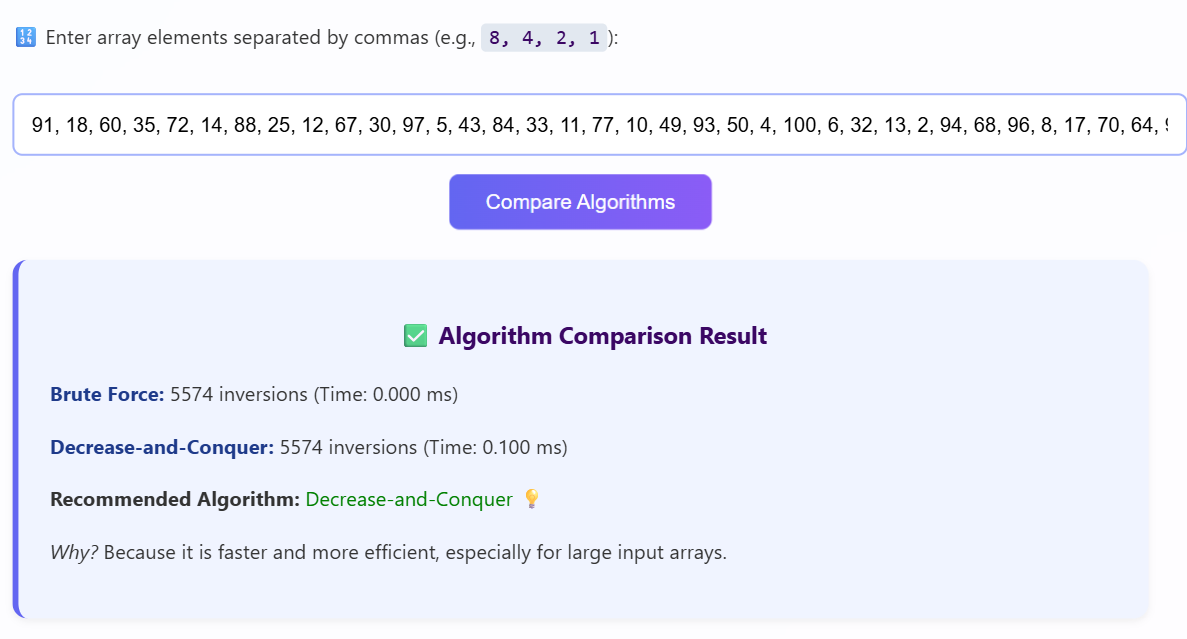 🔢 Enter array elements separated by commas (e.g., 8, 4, 2, 1):
91, 18, 60, 35, 72, 14, 88, 25, 12, 67, 30, 97, 5, 43, 84, 33, 11, 77, 10, 49, 93, 50, 4, 100, 6, 32, 13, 2, 94, 68, 96, 8, 17, 70, 64,
Compare Algorithms
✅ Algorithm Comparison Result
Brute Force: 5574 inversions (Time: 0.000 ms)
Decrease-and-Conquer: 5574 inversions (Time: 0.100 ms)
Recommended Algorithm: Decrease-and-Conquer 💡
Why? Because it is faster and more efficient, especially for large input arrays.